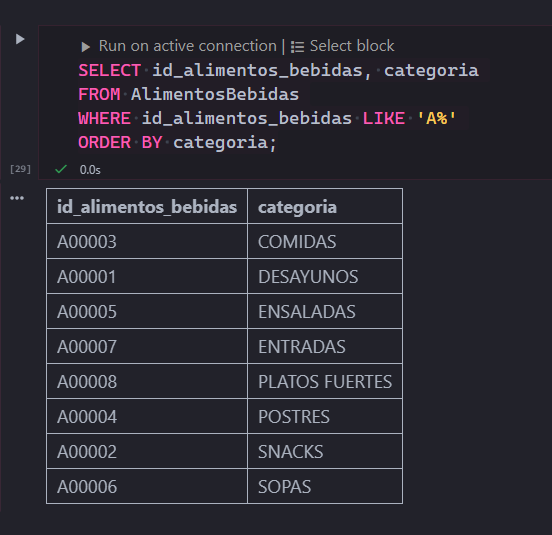 Run on active connection | Select block
SELECT id_alimentos_bebidas, categoria
FROM AlimentosBebidas
WHERE id_alimentos_bebidas LIKE 'A%'
ORDER BY categoria;
[29] 0.0s
id_alimentos_bebidas categoria
A00003 COMIDAS
A00001 DESAYUNOS
A00005 ENSALADAS
A00007 ENTRADAS
A00008 PLATOS FUERTES
A00004 POSTRES
A00002 SNACKS
A00006 SOPAS